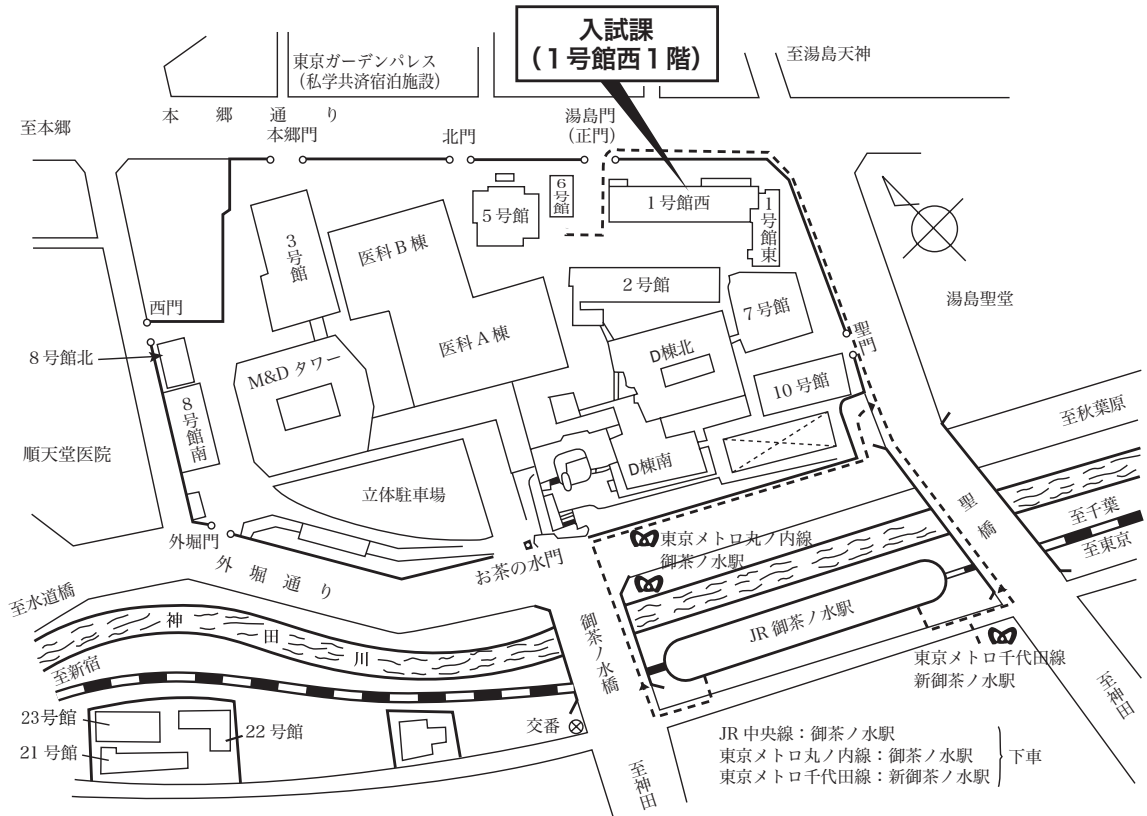 入試課
(1号館西1階)
東京ガーデンパレス
(私学共済宿泊施設)
至湯島天神
本郷通り
至本郷
本郷門
北門
湯島門
(正門)
6号館
5号館
1号館西
1号館東
3号館
医科B棟
2号館
7号館
湯島聖堂
西門
聖門
8号館北
医科A棟
D棟北
M&Dタワー
10号館
至秋葉原
8号館南
順天堂医院
D棟南
立体駐車場
聖橋
至千葉
至東京
外堀門
東京メトロ丸ノ内線
御茶ノ水駅
お茶の水門
外堀通り
至水道橋
神田川
御茶ノ水橋
JR御茶ノ水駅
至新宿
東京メトロ千代田線
新御茶ノ水駅
至神田
23号館
22号館
21号館
交番
至神田
JR中央線:御茶ノ水駅
東京メトロ丸ノ内線:御茶ノ水駅
東京メトロ千代田線:新御茶ノ水駅
下車